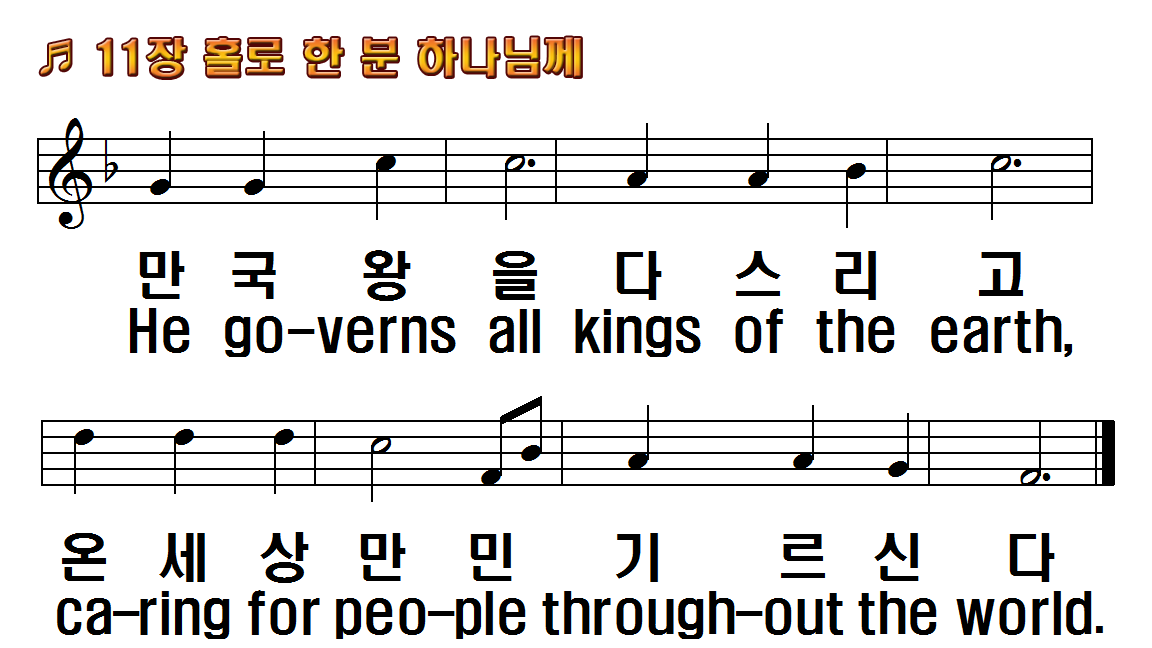 ♬ 11장 홀로 한 분 하나님께
만 국 왕 을 다 스 리 고
He go-verns all kings of the earth,
온 세 상 만 민 기 르 신 다
ca-ring for peo-ple through-out the world.